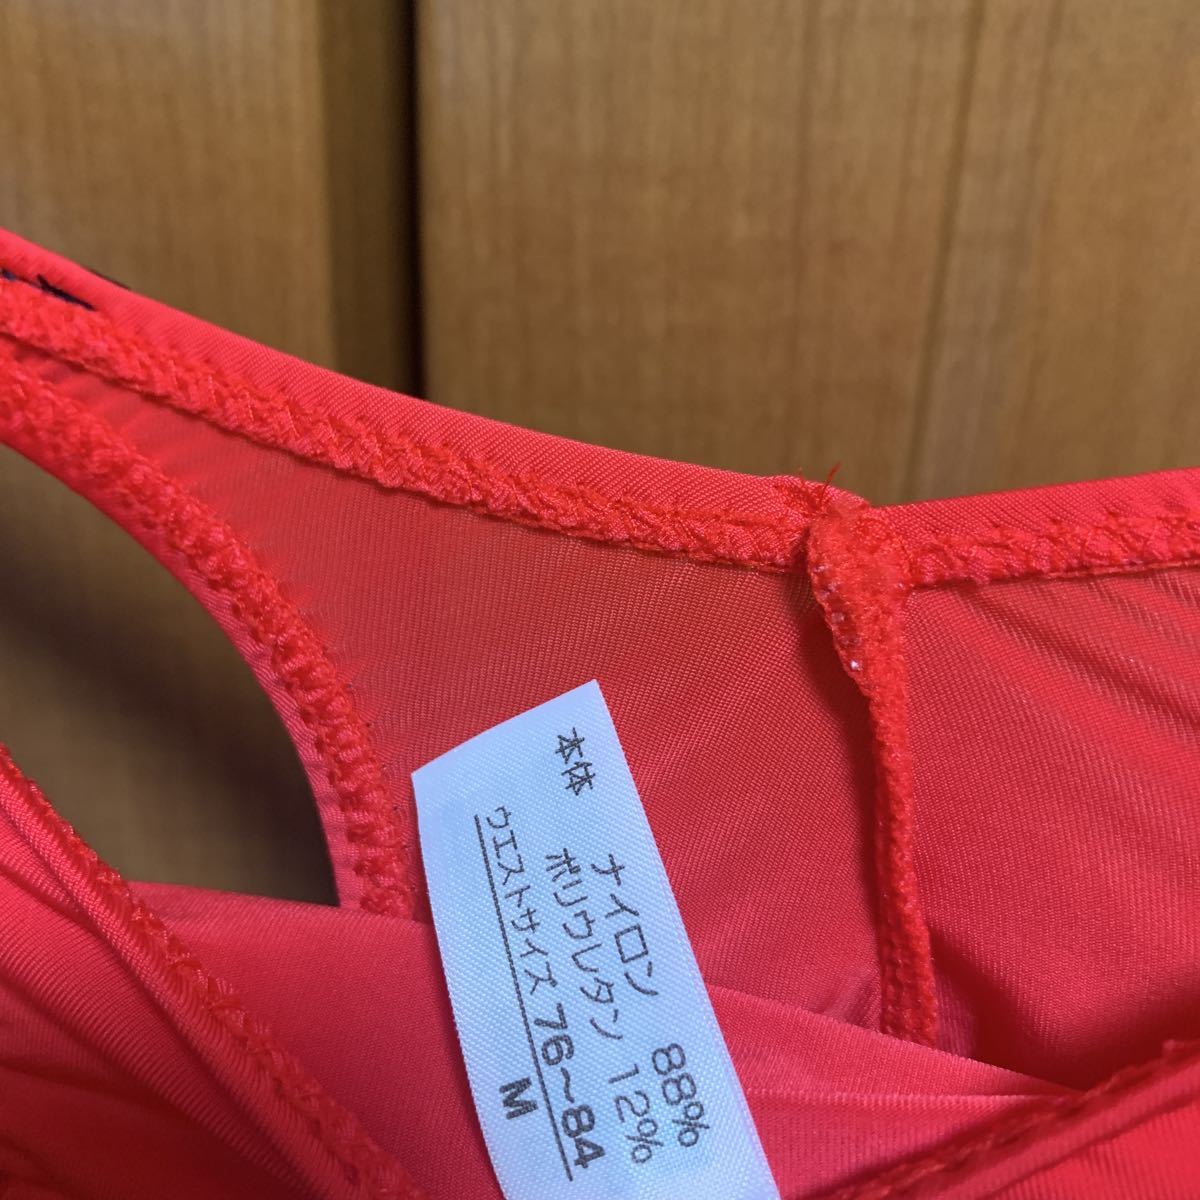 本体 ナイロン 88%
ポリウレタン 12%
ウエストサイズ 76~84
M